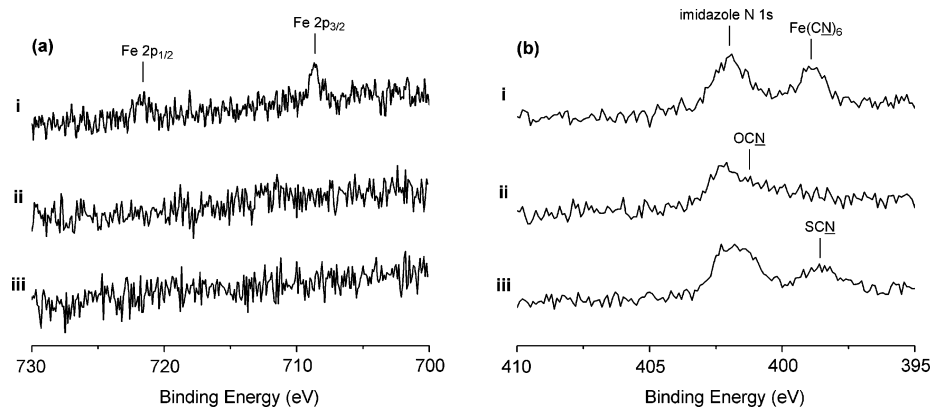 (a)
Fe 2p1/2
Fe 2p3/2
i
ii
iii
730
720
710
700
Binding Energy (eV)
(b)
imidazole N 1s
Fe(CN)6
i
OCN
ii
SCN
iii
410
405
400
395
Binding Energy (eV)